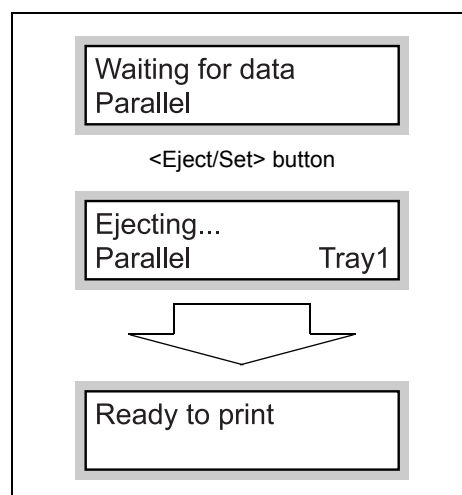 Waiting for data
Parallel
<Eject/Set> button
Ejecting...
Parallel Tray1
Ready to print